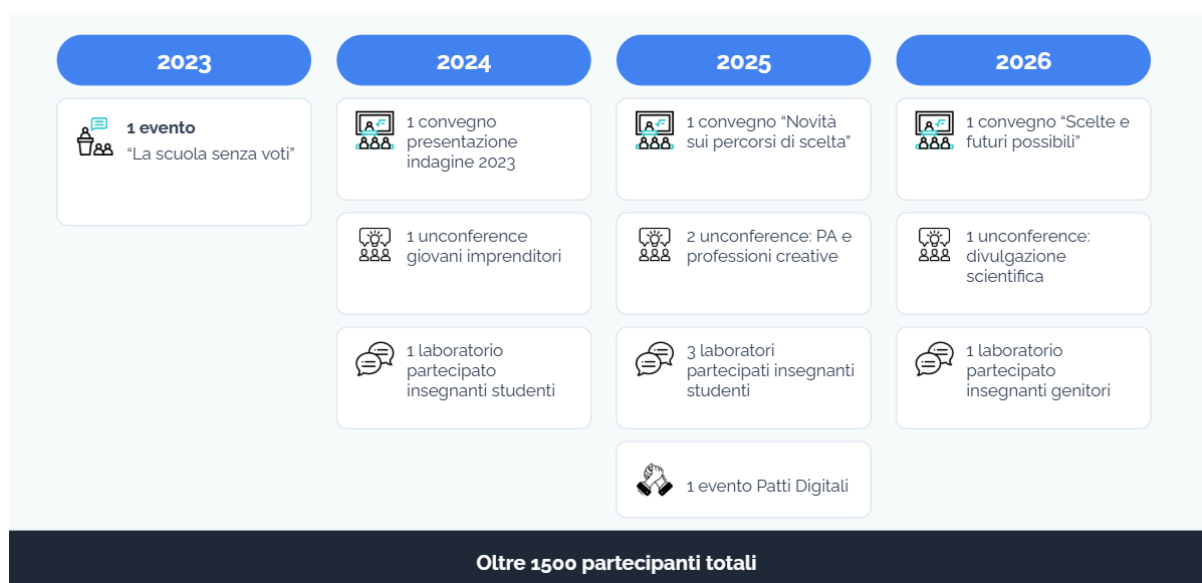 2023
1 evento
“La scuola senza voti”
2024
1 convegno
presentazione
indagine 2023
1 unconference
giovani imprenditori
1 laboratorio
partecipato
insegnanti studenti
2025
1 convegno “Novità
sui percorsi di scelta”
2 unconference: PA e
professioni creative
3 laboratori
partecipati insegnanti
studenti
1 evento Patti Digitali
2026
1 convegno “Scelte e
futuri possibili”
1 unconference:
divulgazione
scientifica
1 laboratorio
partecipato
insegnanti genitori
Oltre 1500 partecipanti totali